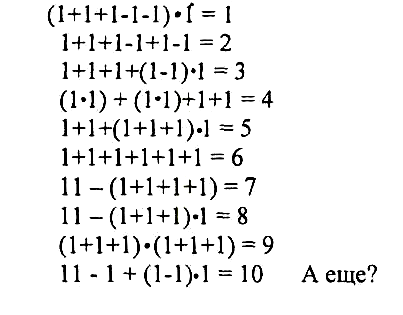 (1+1+1-1-1)·1 = 1
1+1+1-1+1-1 = 2
1+1+1+(1-1)·1 = 3
(1·1) + (1·1)+1+1 = 4
1+1+(1+1+1)·1 = 5
1+1+1+1+1+1 = 6
11 – (1+1+1+1) = 7
11 – (1+1+1)·1 = 8
(1+1+1)·(1+1+1) = 9
11 - 1 + (1-1)·1 = 10 А еще?